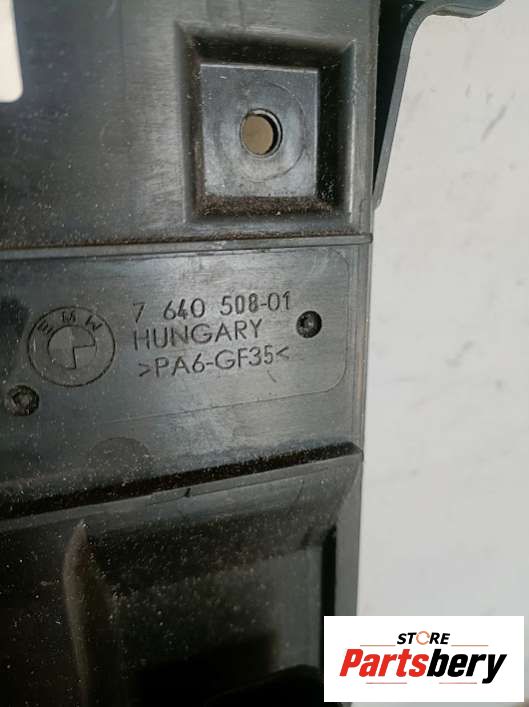 BMW
7 640 508-01
HUNGARY
>PA6-GF35<
STORE
Partsbery